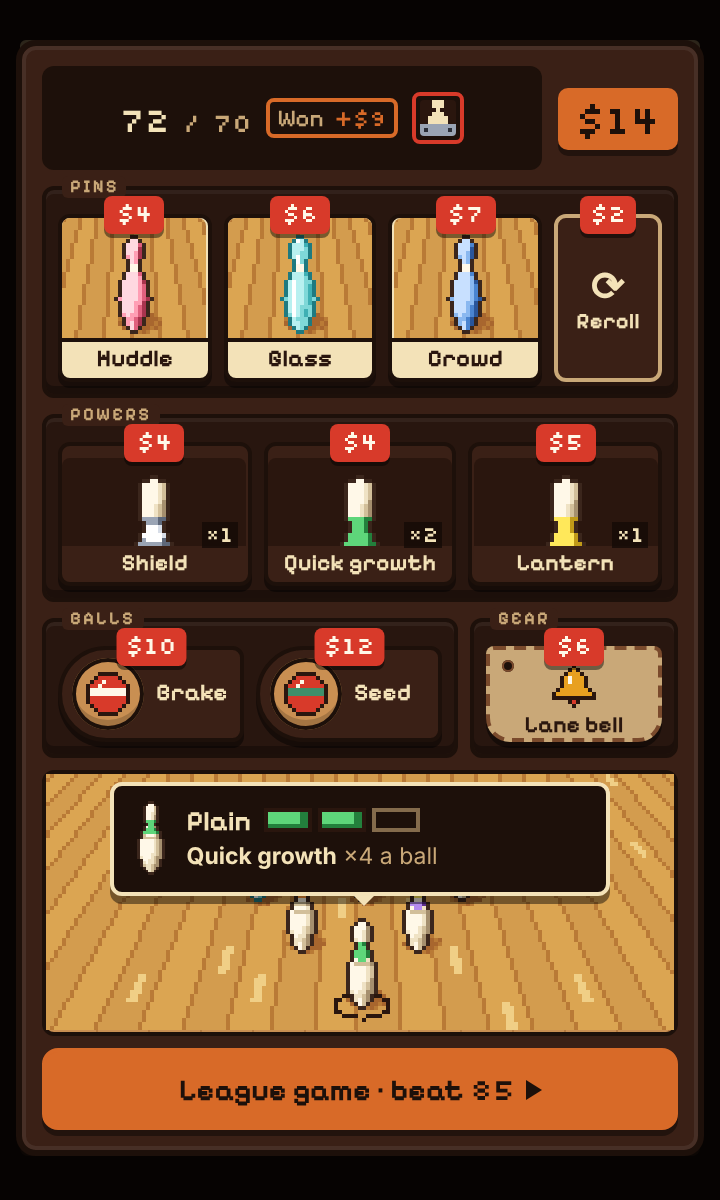 72 / 70 Won +$9 $14
PINS
$4 $6 $7 $2
Huddle Glass Crowd Reroll
POWERS
$4 $4 $5
×1 ×2 ×1
Shield Quick growth Lantern
BALLS GEAR
$10 $12 $6
Brake Seed Lane bell
Plain
Quick growth ×4 a ball
League game · beat 85